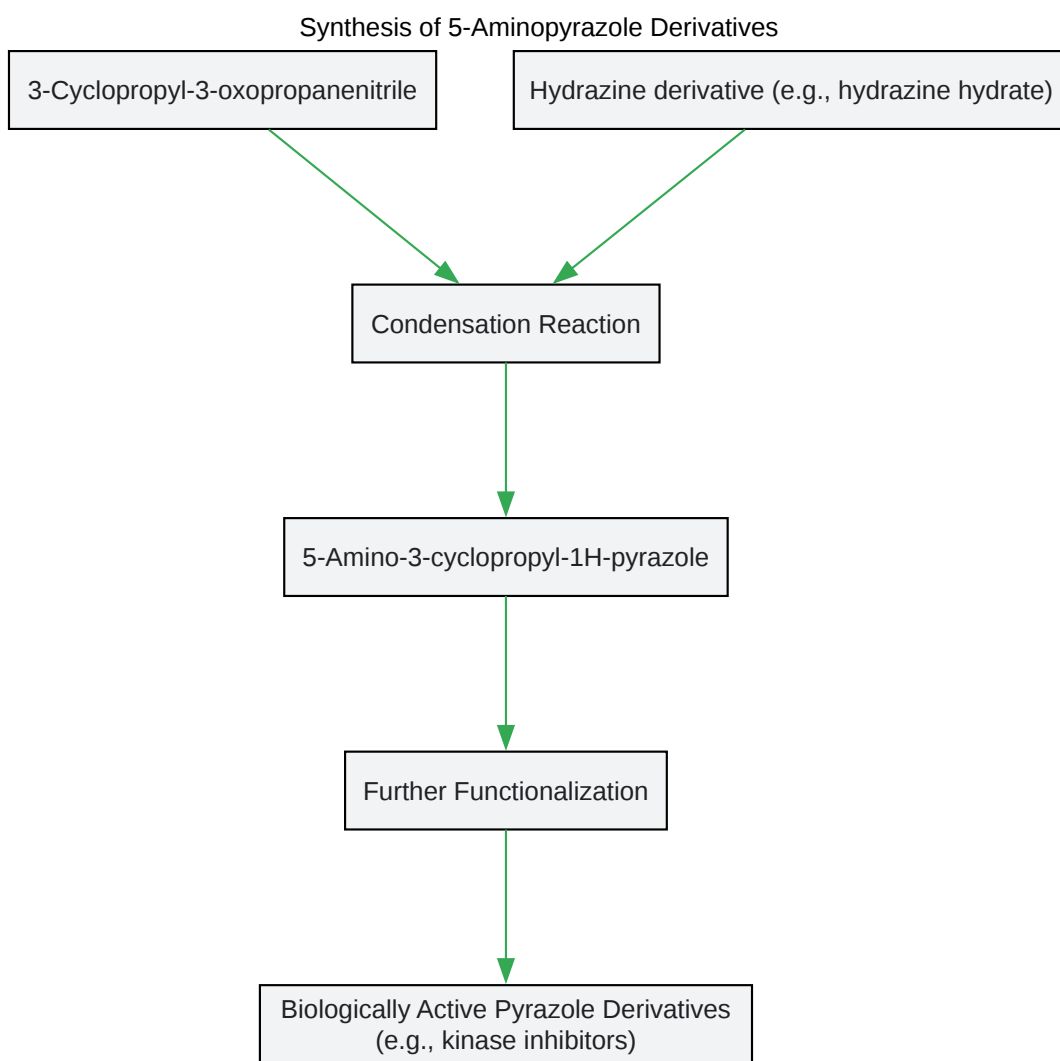 Synthesis of 5-Aminopyrazole Derivatives
3-Cyclopropyl-3-oxopropanenitrile
Hydrazine derivative (e.g., hydrazine hydrate)
Condensation Reaction
5-Amino-3-cyclopropyl-1H-pyrazole
Further Functionalization
Biologically Active Pyrazole Derivatives
(e.g., kinase inhibitors)